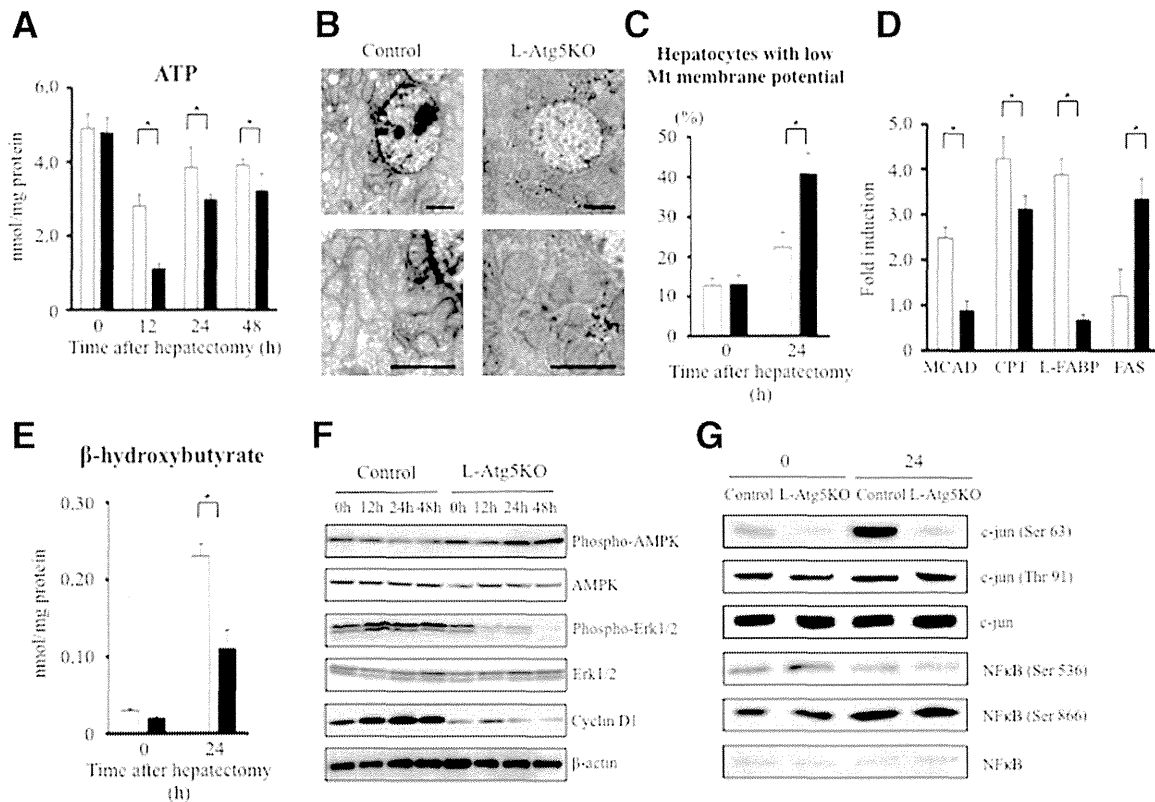 A
ATP
nmol/mg protein
6.0
4.0
2.0
0
*
*
*
0 12 24 48
Time after hepatectomy (h)
B
Control L-Atg5KO
C
Hepatocytes with low
Mt membrane potential
(%)
50
40
30
20
10
0
*
0 24
Time after hepatectomy
(h)
D
Fold induction
5.0
4.0
3.0
2.0
1.0
.0
*
*
*
*
MCAD CPT L-FABP FAS
E
β-hydroxybutyrate
nmol/mg protein
0.30
0.20
0.10
0
*
0 24
Time after hepatectomy
(h)
F
Control L-Atg5KO
0h 12h 24h 48h 0h 12h 24h 48h
Phospho-AMPK
AMPK
Phospho-Erk1/2
Erk1/2
Cyclin D1
β-actin
G
0 24
Control L-Atg5KO Control L-Atg5KO
c-jun (Ser 63)
c-jun (Thr 91)
c-jun
NFκB (Ser 536)
NFκB (Ser 866)
NFκB